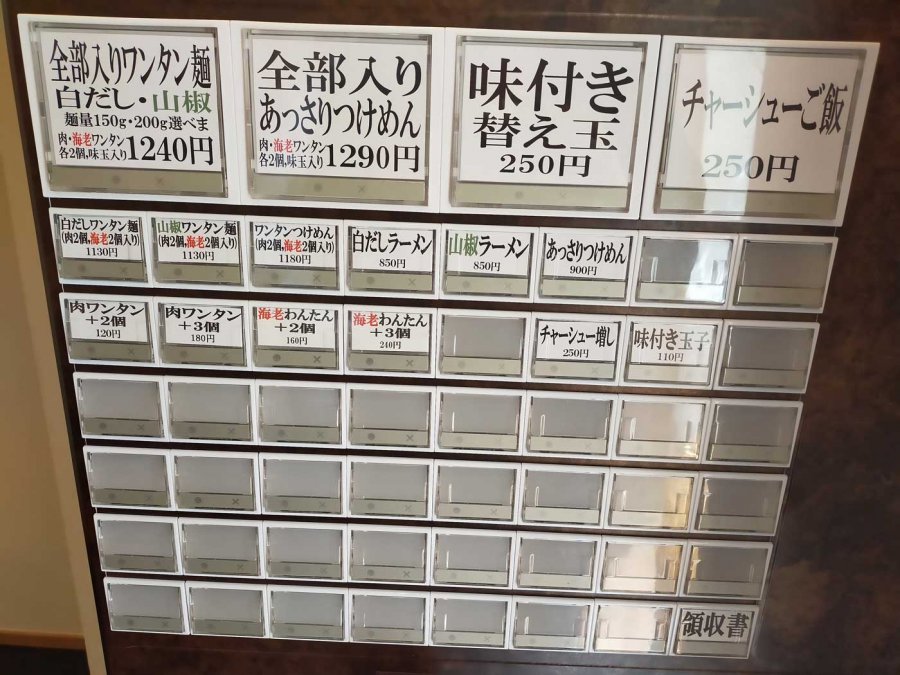 全部入りワンタン麺
白だし・山椒
麺量150g・200g選べま
肉・海老ワンタン
各2個,味玉入り1240円
全部入り
あっさりつけめん
肉・海老ワンタン
各2個,味玉入り1290円
味付き
替え玉
250円
チャーシューご飯
250円
白だしワンタン麺
(肉2個,海老2個入り)
1130円
山椒ワンタン麺
(肉2個,海老2個入り)
1130円
ワンタンつけめん
(肉2個,海老2個入り)
1180円
白だしラーメン
850円
山椒ラーメン
850円
あっさりつけめん
900円
肉ワンタン
+2個
120円
肉ワンタン
+3個
180円
海老わんたん
+2個
160円
海老わんたん
+3個
240円
チャーシュー増し
250円
味付き玉子
110円
領収書